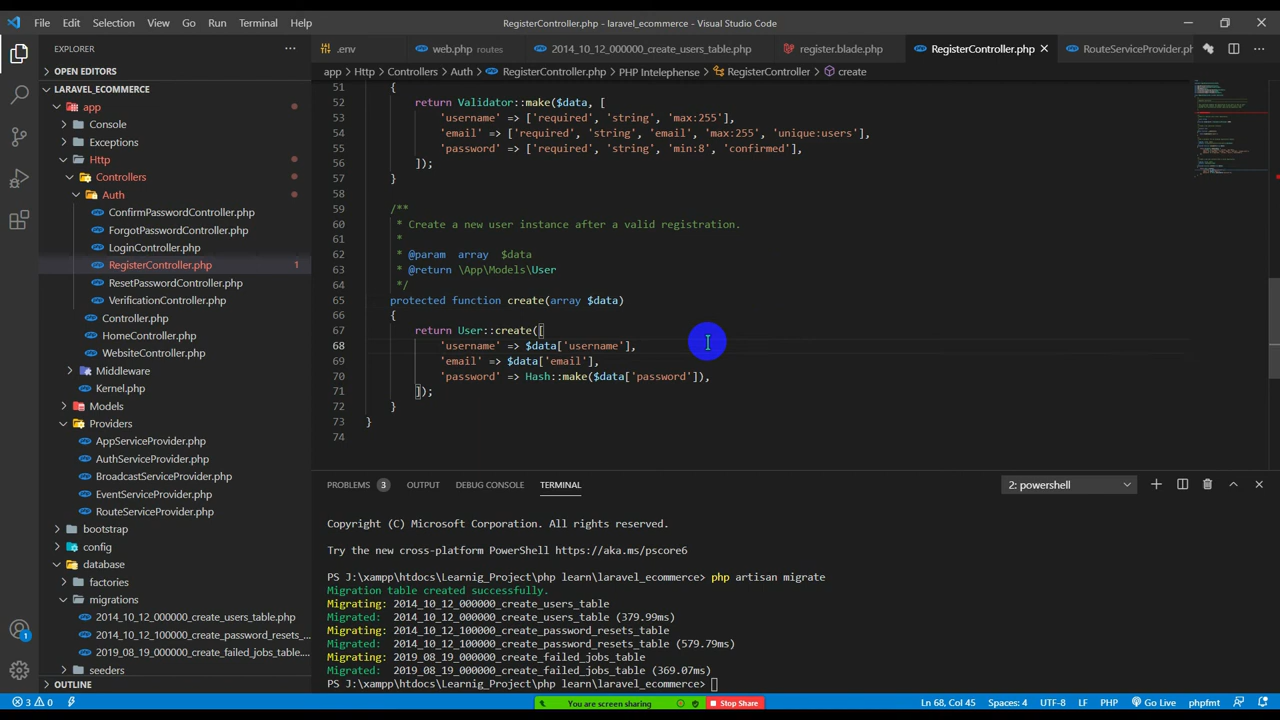 File Edit Selection View Go Run Terminal Help RegisterController.php - laravel_ecommerce - Visual Studio Code
EXPLORER
OPEN EDITORS
LARAVEL_ECOMMERCE
app
Console
Exceptions
Http
Controllers
Auth
ConfirmPasswordController.php
ForgotPasswordController.php
LoginController.php
RegisterController.php 1
ResetPasswordController.php
VerificationController.php
Controller.php
HomeController.php
WebsiteController.php
Middleware
Kernel.php
Models
Providers
AppServiceProvider.php
AuthServiceProvider.php
BroadcastServiceProvider.php
EventServiceProvider.php
RouteServiceProvider.php
bootstrap
config
database
factories
migrations
2014_10_12_000000_create_users_table.php
2014_10_12_100000_create_password_resets_...
2019_08_19_000000_create_failed_jobs_table....
seeders
OUTLINE
.env web.php routes 2014_10_12_000000_create_users_table.php register.blade.php RegisterController.php RouteServiceProvider.ph
app > Http > Controllers > Auth > RegisterController.php > PHP Intelephense > RegisterController > create
51 {
52 return Validator::make($data, [
53 'username' => ['required', 'string', 'max:255'],
54 'email' => ['required', 'string', 'email', 'max:255', 'unique:users'],
55 'password' => ['required', 'string', 'min:8', 'confirmed'],
56 ]);
57 }
58
59 /**
60 * Create a new user instance after a valid registration.
61 *
62 * @param array $data
63 * @return \App\Models\User
64 */
65 protected function create(array $data)
66 {
67 return User::create([
68 'username' => $data['username'],
69 'email' => $data['email'],
70 'password' => Hash::make($data['password']),
71 ]);
72 }
73 }
74
PROBLEMS 3 OUTPUT DEBUG CONSOLE TERMINAL 2: powershell
Copyright (C) Microsoft Corporation. All rights reserved.
Try the new cross-platform PowerShell https://aka.ms/pscore6
PS J:\xampp\htdocs\Learnig_Project\php learn\laravel_ecommerce> php artisan migrate
Migration table created successfully.
Migrating: 2014_10_12_000000_create_users_table
Migrated: 2014_10_12_000000_create_users_table (379.99ms)
Migrating: 2014_10_12_100000_create_password_resets_table
Migrated: 2014_10_12_100000_create_password_resets_table (579.79ms)
Migrating: 2019_08_19_000000_create_failed_jobs_table
Migrated: 2019_08_19_000000_create_failed_jobs_table (369.07ms)
PS J:\xampp\htdocs\Learnig_Project\php learn\laravel_ecommerce>
1
3 0 You are screen sharing Stop Share Ln 68, Col 45 Spaces: 4 UTF-8 LF PHP Go Live phpfmt